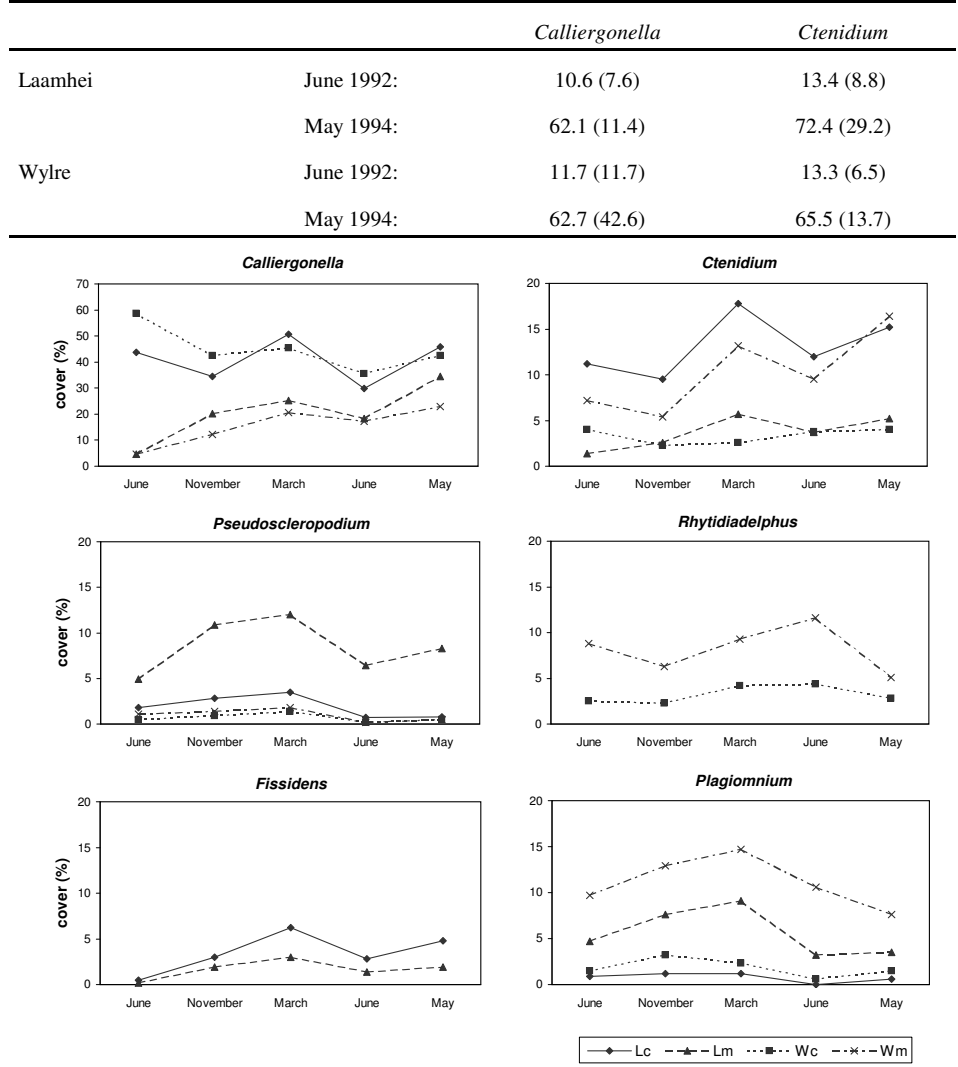 Calliergonella Ctenidium
Laamhei June 1992: 10.6 (7.6) 13.4 (8.8)
May 1994: 62.1 (11.4) 72.4 (29.2)
Wylre June 1992: 11.7 (11.7) 13.3 (6.5)
May 1994: 62.7 (42.6) 65.5 (13.7)
Calliergonella
cover (%)
70
60
50
40
30
20
10
0
June November March June May
Ctenidium
20
15
10
5
0
June November March June May
Pseudoscleropodium
cover (%)
20
15
10
5
0
June November March June May
Rhytidiadelphus
20
15
10
5
0
June November March June May
Fissidens
cover (%)
20
15
10
5
0
June November March June May
Plagiomnium
20
15
10
5
0
June November March June May
Lc Lm Wc Wm